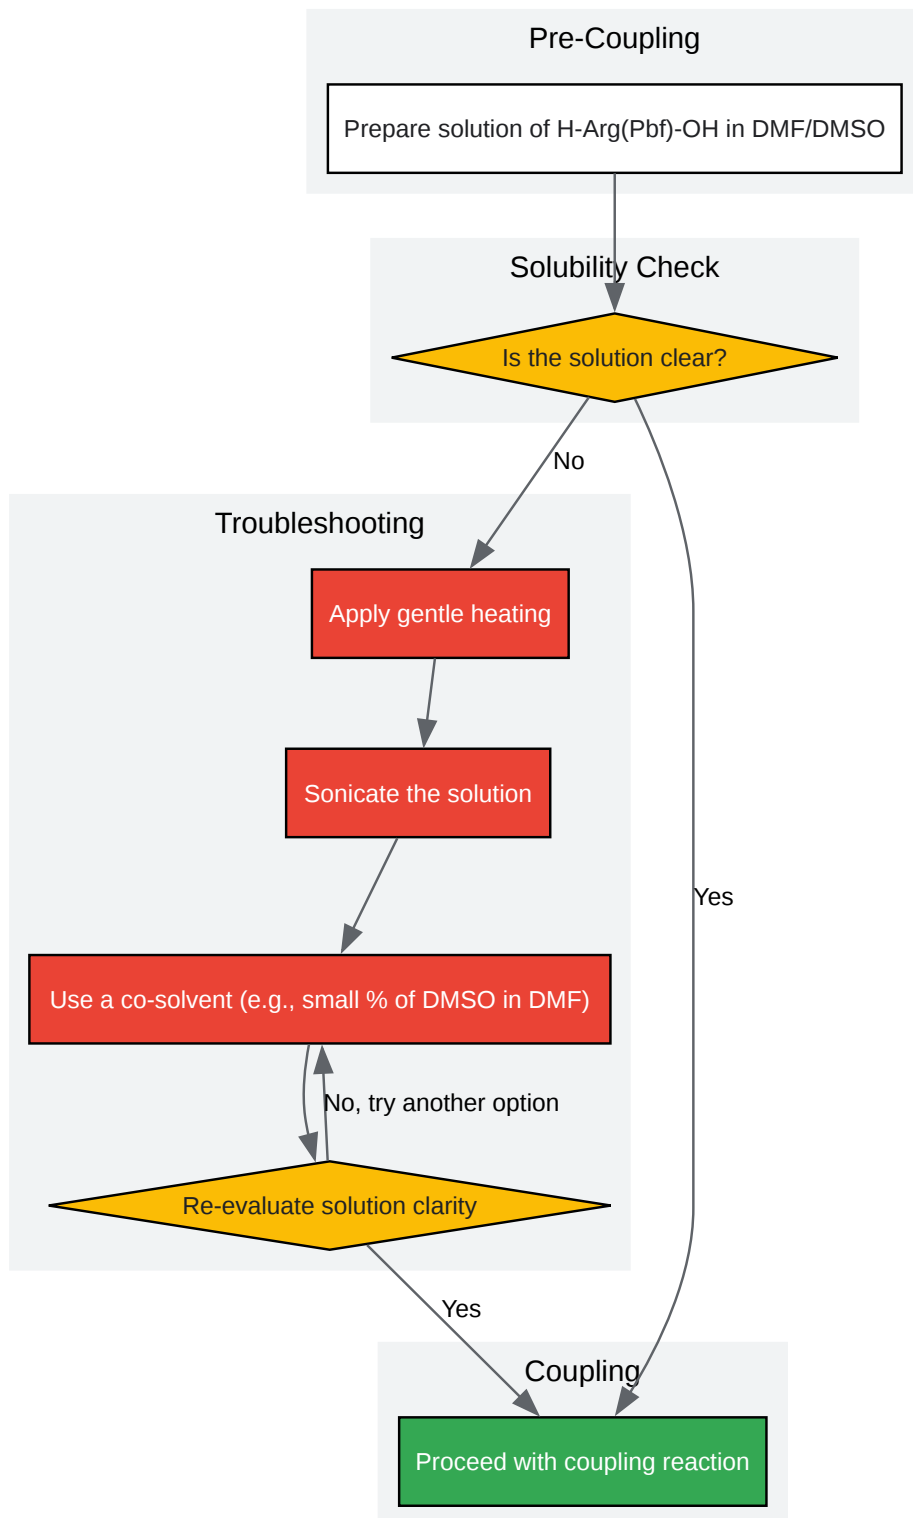 Pre-Coupling
Prepare solution of H-Arg(Pbf)-OH in DMF/DMSO
Solubility Check
Is the solution clear?
No
Troubleshooting
Apply gentle heating
Sonicate the solution
Yes
Use a co-solvent (e.g., small % of DMSO in DMF)
No, try another option
Re-evaluate solution clarity
Yes
Coupling
Proceed with coupling reaction